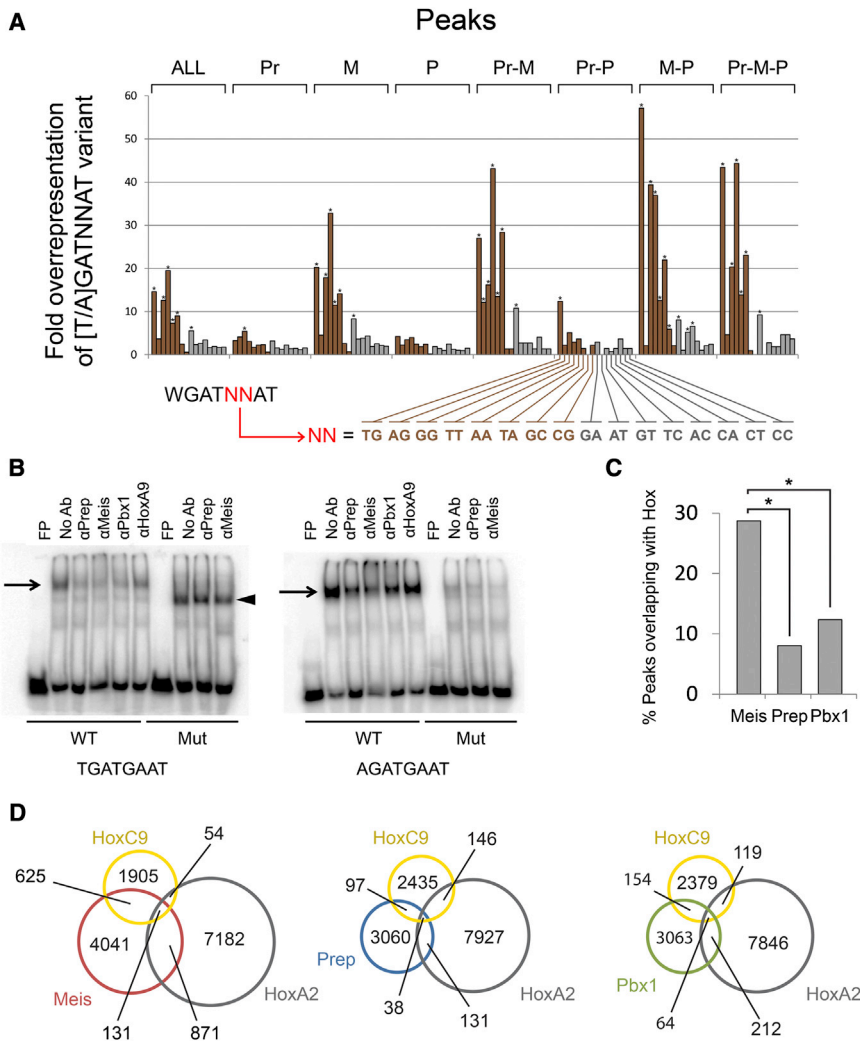 A
Peaks
ALL Pr M P Pr-M Pr-P M-P Pr-M-P
Fold overrepresentation
of [T/A]GATNNAT variant
60
50
40
30
20
10
0
WGATNNAT
NN = TG AG GG TT AA TA GC CG GA AT GT TC AC CA CT CC
B
FP No Ab αPrep αMeis αPbx1 αHoxA9 FP No Ab αPrep αMeis
WT Mut
TGATGAAT
FP No Ab αPrep αMeis αPbx1 αHoxA9 FP No Ab αPrep αMeis
WT Mut
AGATGAAT
C
% Peaks overlapping with Hox
30
20
10
0
* *
Meis Prep Pbx1
D
HoxC9
54
625
1905
4041
7182
Meis
HoxA2
131
871
HoxC9
146
97
2435
3060
7927
Prep
HoxA2
38
131
HoxC9
119
154
2379
3063
7846
Pbx1
HoxA2
64
212